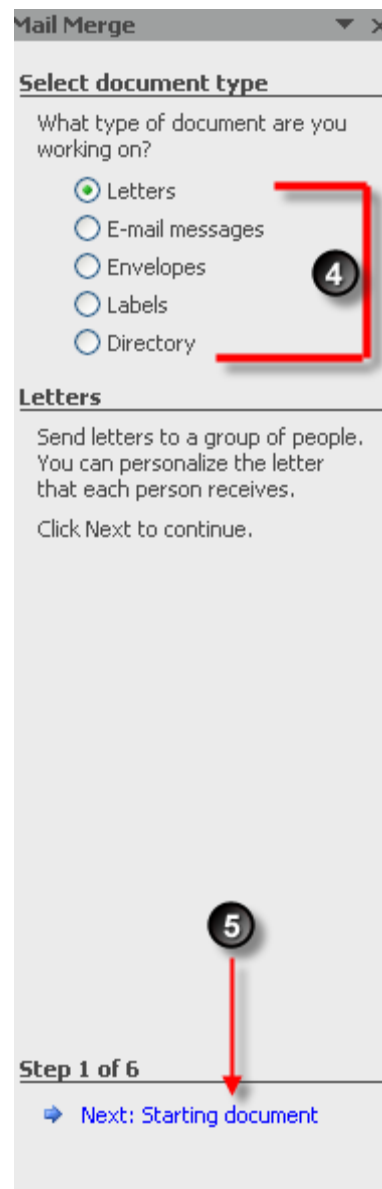 Mail Merge
Select document type
What type of document are you
working on?
Letters
E-mail messages
Envelopes
Labels
Directory
4
Letters
Send letters to a group of people.
You can personalize the letter
that each person receives.
Click Next to continue.
5
Step 1 of 6
Next: Starting document